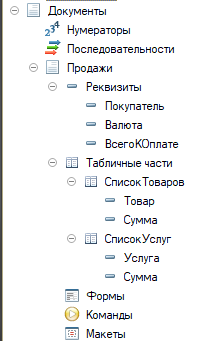 Документы
Нумераторы
Последовательности
Продажи
Реквизиты
Покупатель
Валюта
ВсегоКОплате
Табличные части
СписокТоваров
Товар
Сумма
СписокУслуг
Услуга
Сумма
Формы
Команды
Макеты